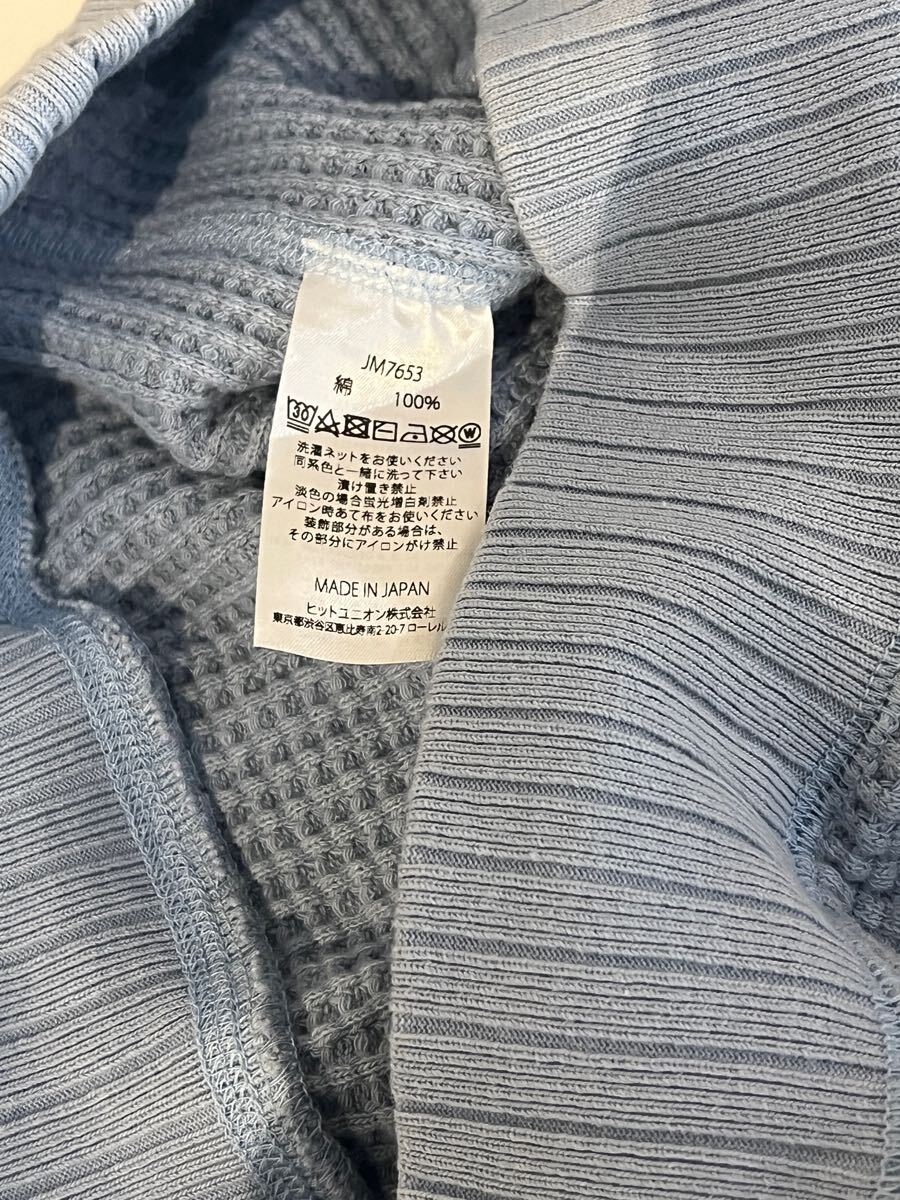 JM7653
綿 100%
30 W
洗濯ネットをお使いください
同系色と一緒に洗って下さい
漬け置き禁止
淡色の場合蛍光増白剤禁止
アイロン時あて布をお使いください
装飾部分がある場合は、
その部分にアイロンがけ禁止
MADE IN JAPAN
ヒットユニオン株式会社
東京都渋谷区恵比寿南2-20-7 ローレル